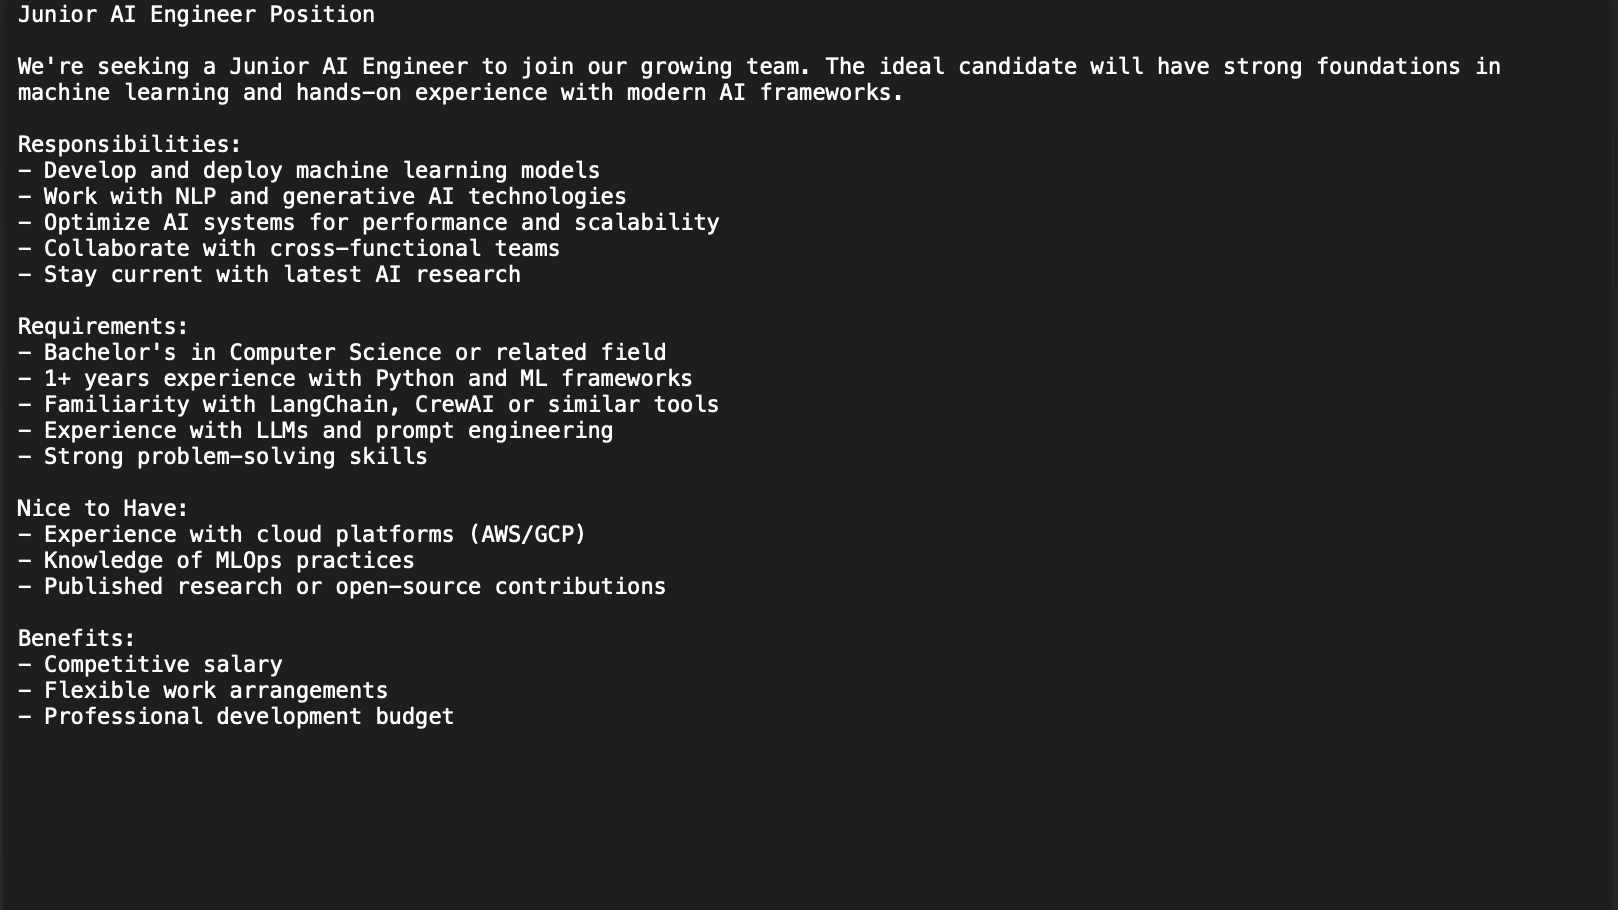 Junior AI Engineer Position
We're seeking a Junior AI Engineer to join our growing team. The ideal candidate will have strong foundations in
machine learning and hands-on experience with modern AI frameworks.
Responsibilities:
- Develop and deploy machine learning models
- Work with NLP and generative AI technologies
- Optimize AI systems for performance and scalability
- Collaborate with cross-functional teams
- Stay current with latest AI research
Requirements:
- Bachelor's in Computer Science or related field
- 1+ years experience with Python and ML frameworks
- Familiarity with LangChain, CrewAI or similar tools
- Experience with LLMs and prompt engineering
- Strong problem-solving skills
Nice to Have:
- Experience with cloud platforms (AWS/GCP)
- Knowledge of MLOps practices
- Published research or open-source contributions
Benefits:
- Competitive salary
- Flexible work arrangements
- Professional development budget